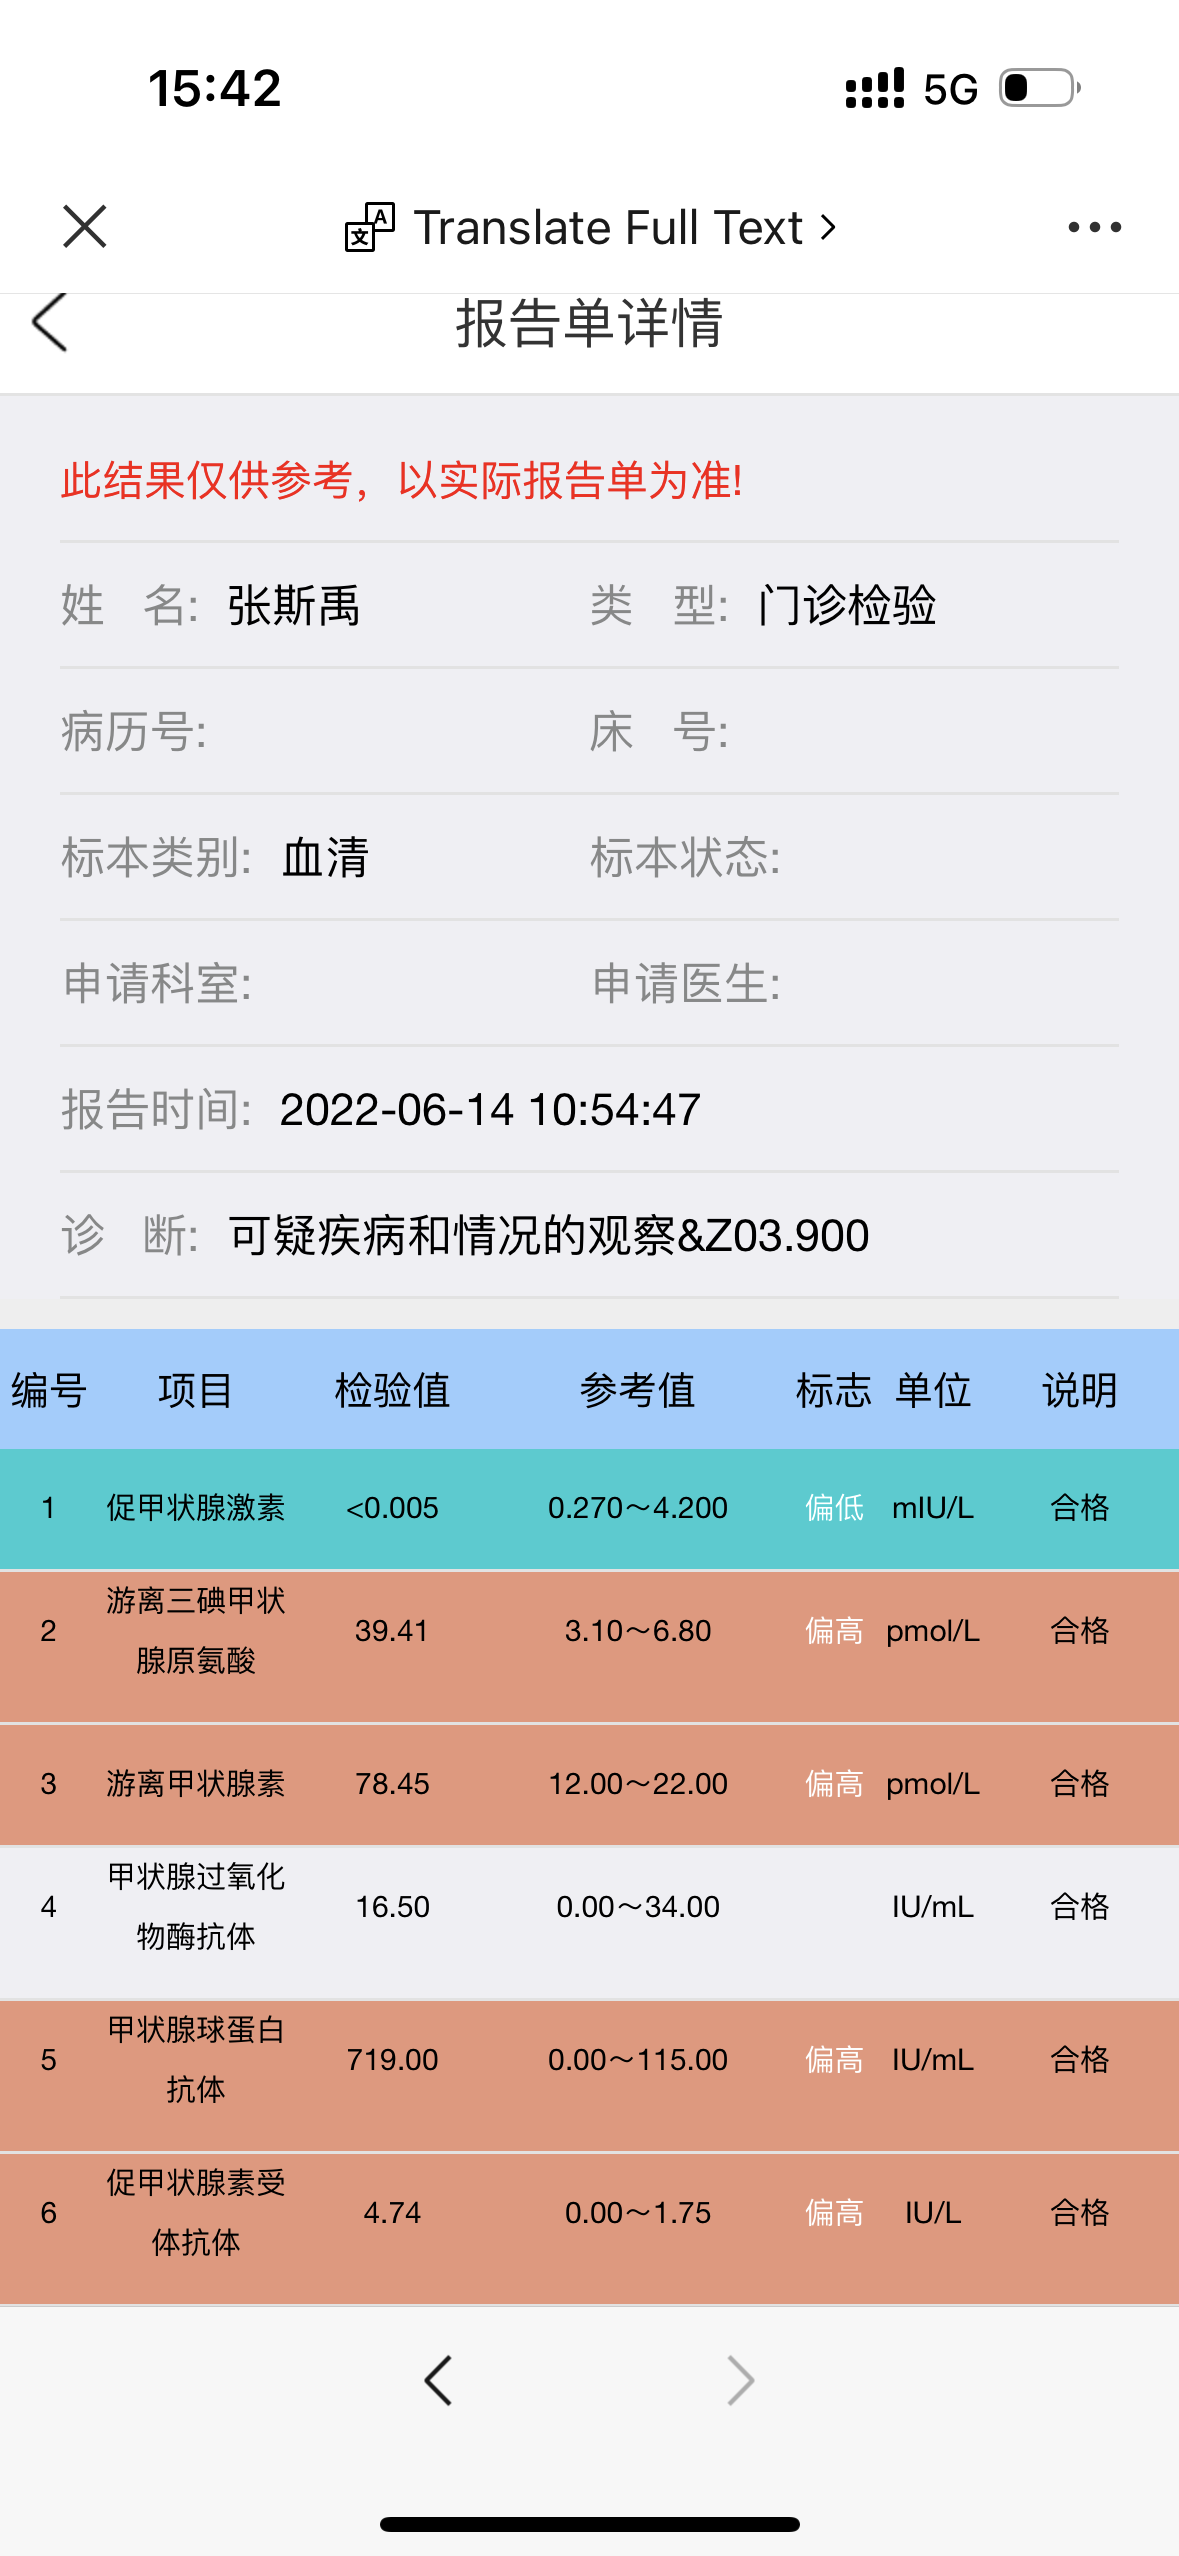 15:42 5G
Translate Full Text
报告单详情
此结果仅供参考，以实际报告单为准!
姓 名: 张斯禹 类 型: 门诊检验
病历号: 床 号:
标本类别: 血清 标本状态:
申请科室: 申请医生:
报告时间: 2022-06-14 10:54:47
诊 断: 可疑疾病和情况的观察&Z03.900
编号 项目 检验值 参考值 标志 单位 说明
1 促甲状腺激素 <0.005 0.270~4.200 偏低 mIU/L 合格
游离三碘甲状
2 39.41 3.10~6.80 偏高 pmol/L 合格
腺原氨酸
3 游离甲状腺素 78.45 12.00~22.00 偏高 pmol/L 合格
甲状腺过氧化
4 16.50 0.00~34.00 IU/mL 合格
物酶抗体
甲状腺球蛋白
5 719.00 0.00~115.00 偏高 IU/mL 合格
抗体
促甲状腺素受
6 4.74 0.00~1.75 偏高 IU/L 合格
体抗体